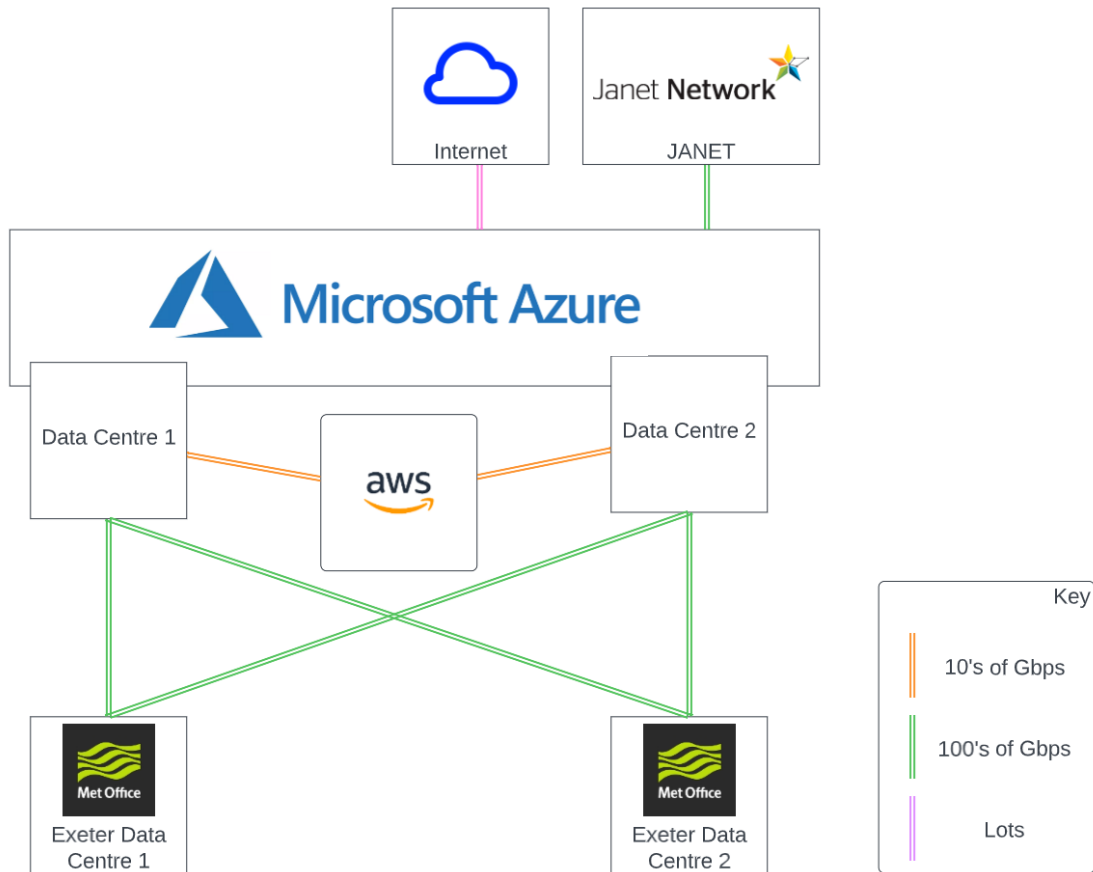 Janet Network
Internet
JANET
Microsoft Azure
Data Centre 1
Data Centre 2
aws
Key
10's of Gbps
100's of Gbps
Lots
Met Office
Exeter Data
Centre 1
Met Office
Exeter Data
Centre 2